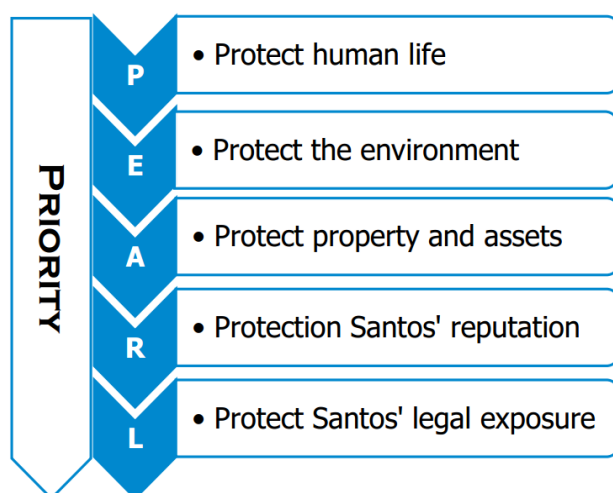 PRIORITY
P
• Protect human life
E
• Protect the environment
A
• Protect property and assets
R
• Protection Santos' reputation
L
• Protect Santos' legal exposure